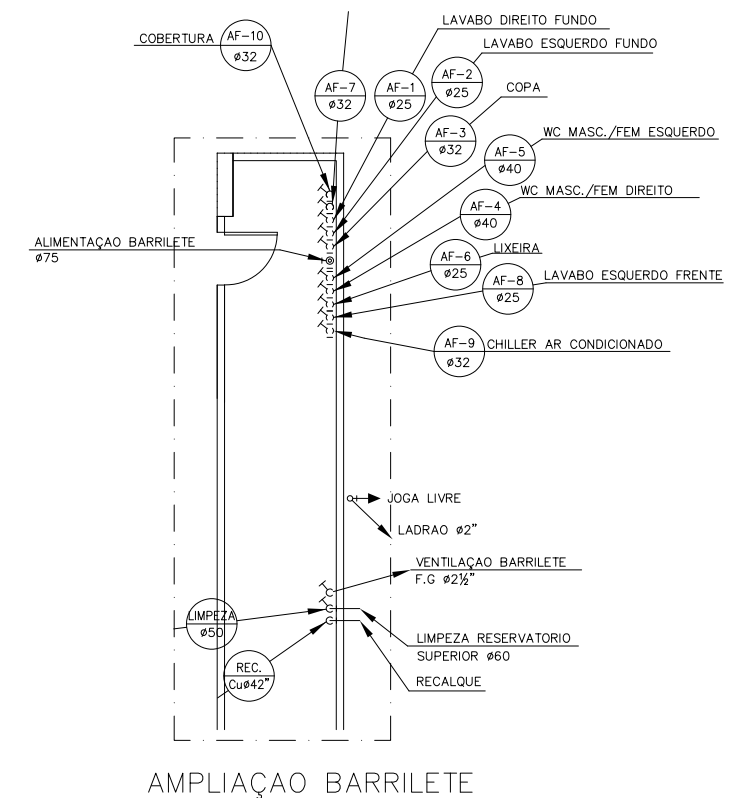 LAVABO DIREITO FUNDO
COBERTURA
AF-10
ø32
LAVABO ESQUERDO FUNDO
AF-7
ø32
AF-1
ø25
AF-2
ø25
COPA
AF-3
ø32
WC MASC./FEM ESQUERDO
AF-5
ø40
WC MASC./FEM DIREITO
AF-4
ø40
ALIMENTAÇAO BARRILETE
ø75
LIXEIRA
AF-6
ø25
LAVABO ESQUERDO FRENTE
AF-8
ø25
AF-9
ø32
CHILLER AR CONDICIONADO
JOGA LIVRE
LADRAO ø2"
VENTILAÇAO BARRILETE
F.G ø2½"
LIMPEZA
ø50
LIMPEZA RESERVATORIO
SUPERIOR ø60
REC.
Cuø42"
RECALQUE
AMPLIAÇAO BARRILETE